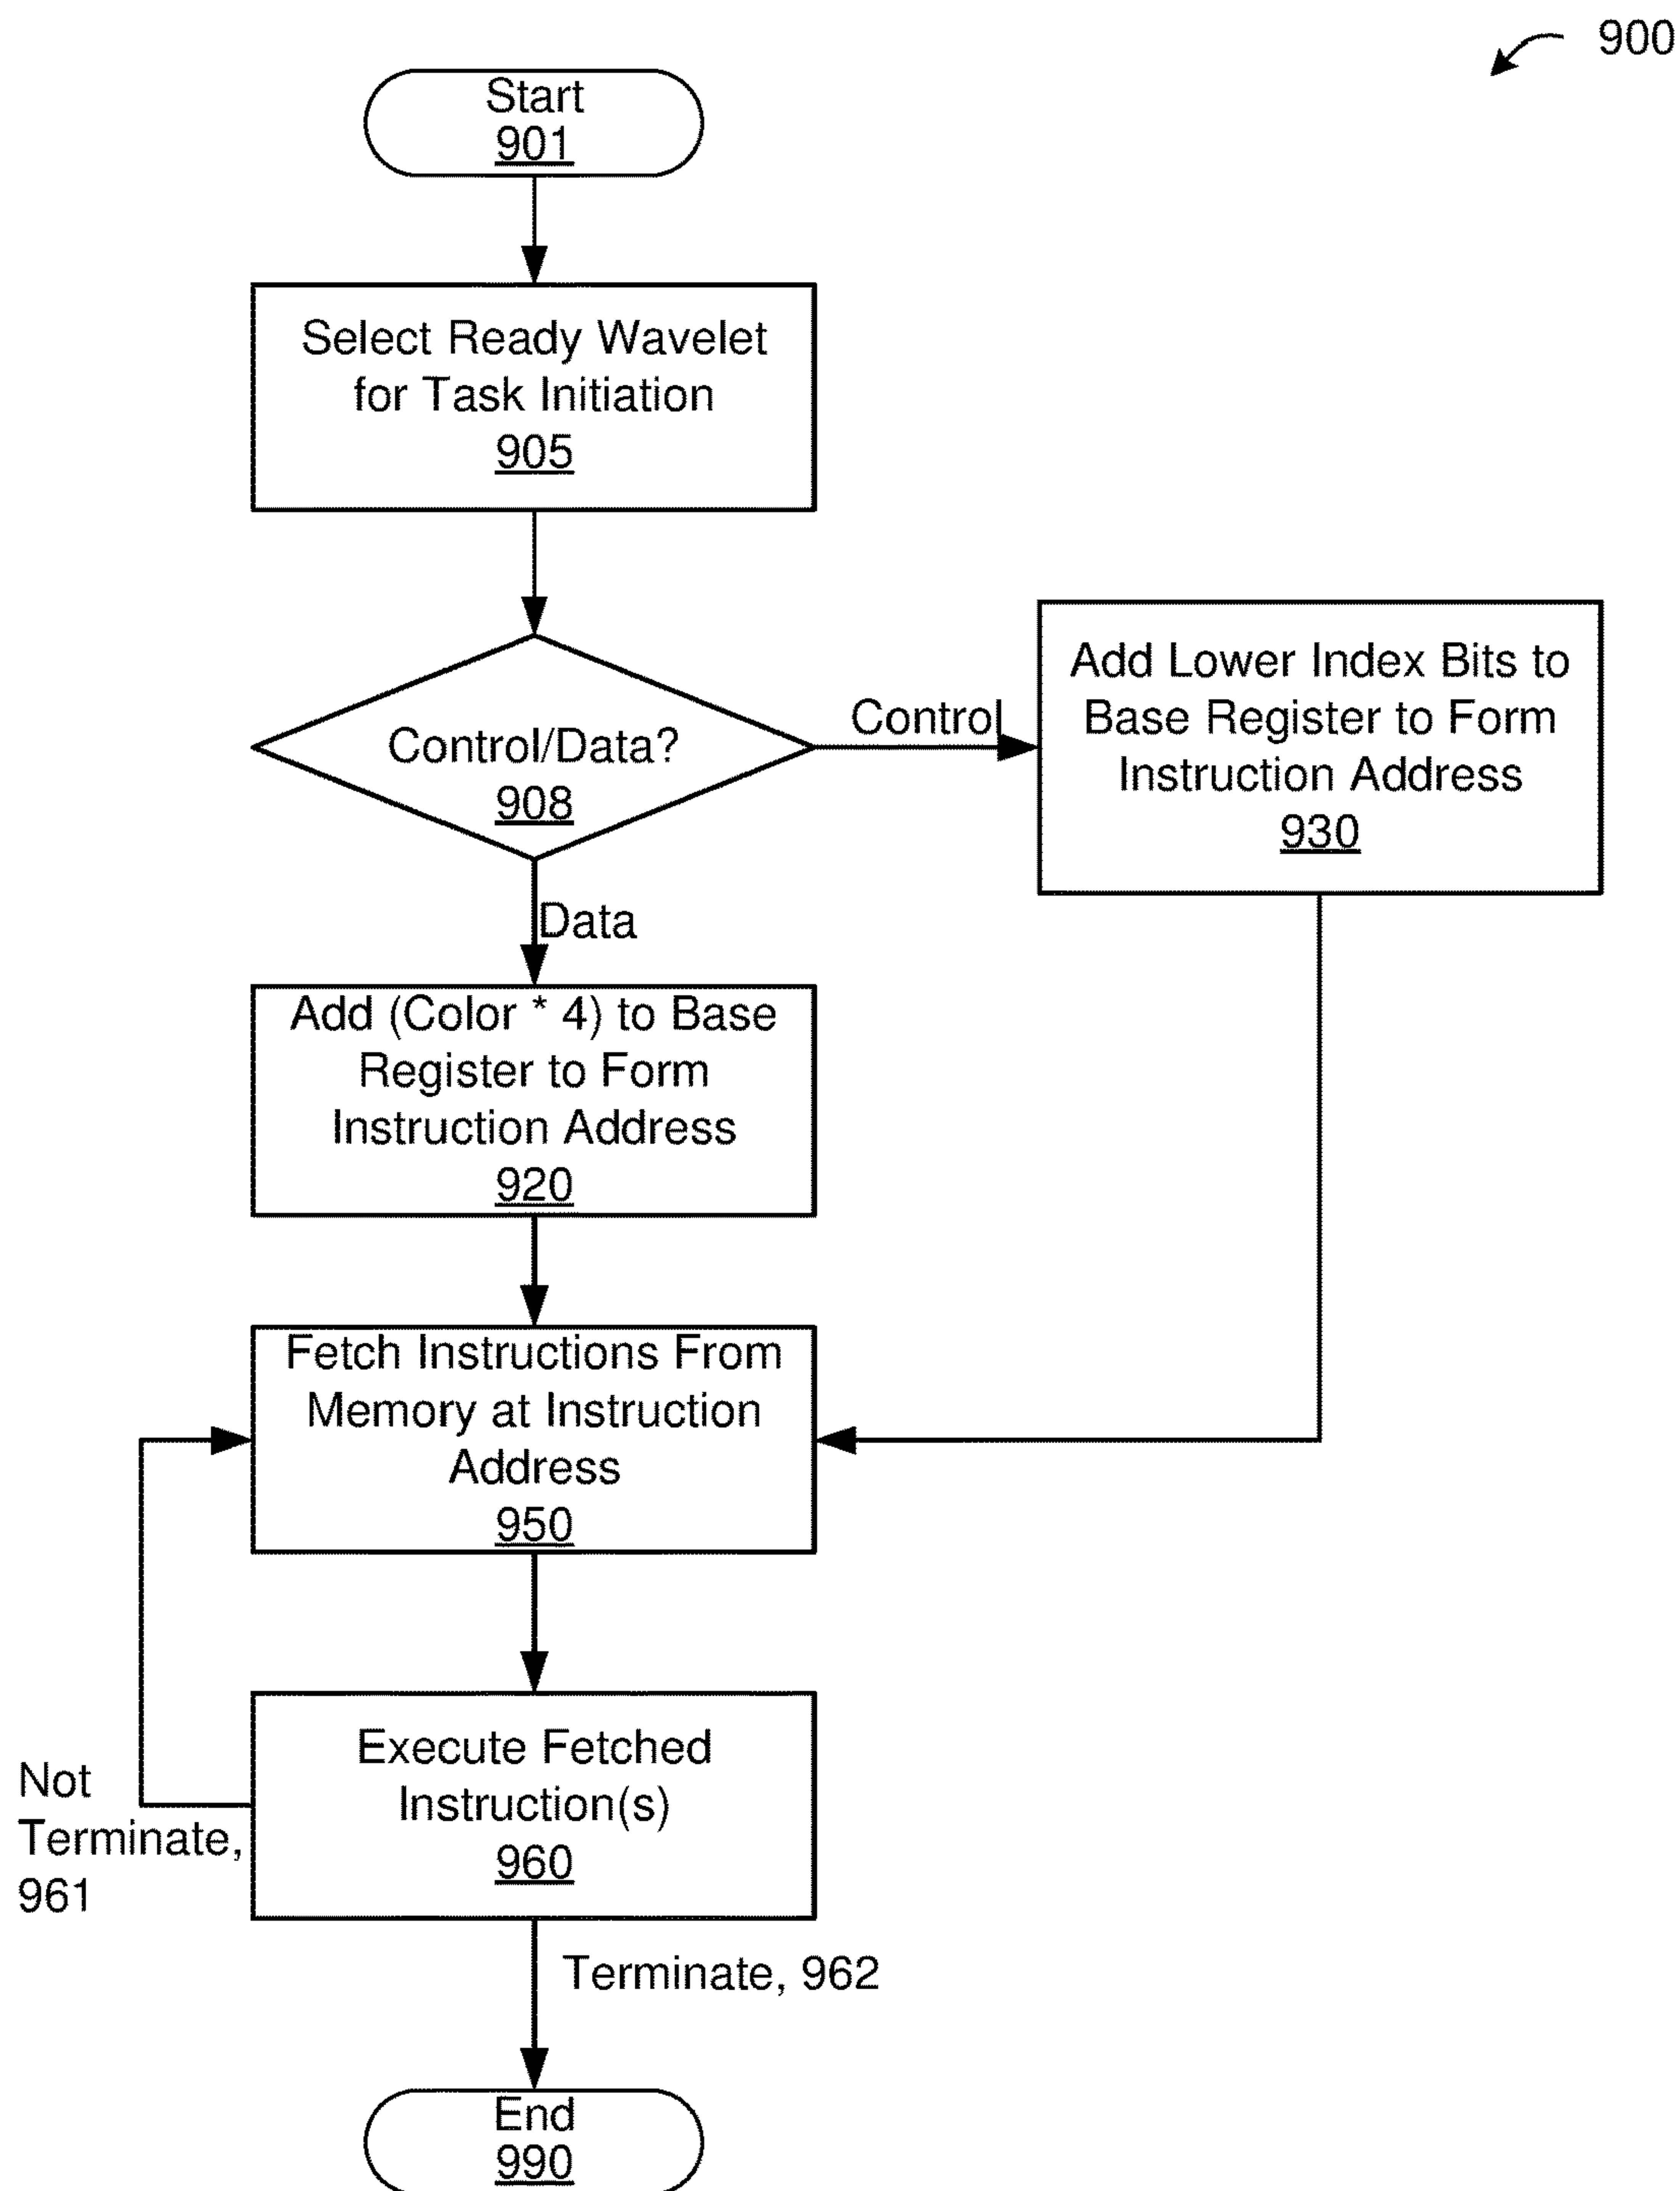 900
Start
901
Select Ready Wavelet
for Task Initiation
905
Control/Data?
908
Control
Add Lower Index Bits to
Base Register to Form
Instruction Address
930
Data
Add (Color * 4) to Base
Register to Form
Instruction Address
920
Fetch Instructions From
Memory at Instruction
Address
950
Execute Fetched
Instruction(s)
960
Not
Terminate,
961
Terminate, 962
End
990